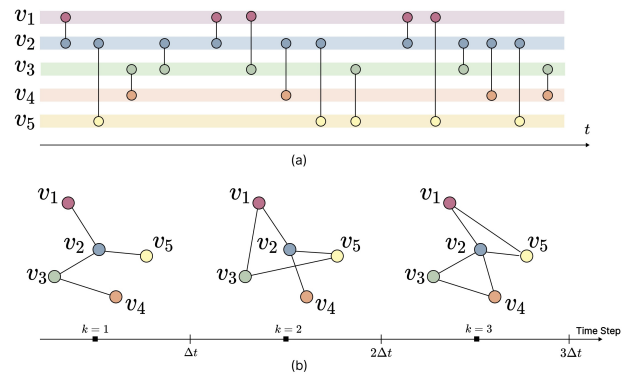 v₁
v₂
v₃
v₄
v₅
t
(a)
v₁ v₁ v₁
v₂ v₅ v₂ v₅ v₂ v₅
v₃ v₃ v₃
v₄ v₄ v₄
k = 1 k = 2 k = 3 Time Step
Δt 2Δt 3Δt
(b)